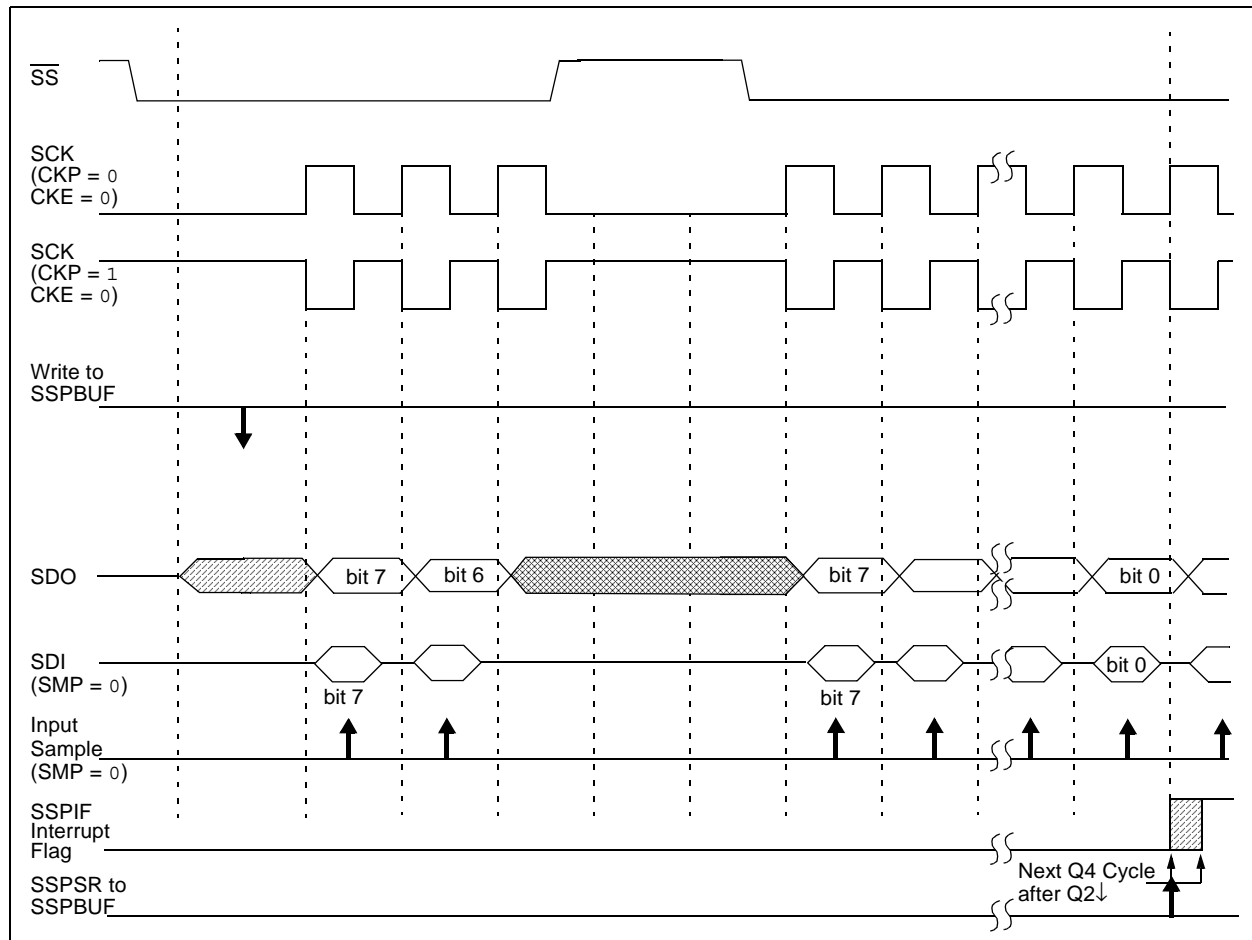 SS
SCK
(CKP = 0
CKE = 0)
SCK
(CKP = 1
CKE = 0)
Write to
SSPBUF
SDO
bit 7
bit 6
bit 7
bit 0
SDI
(SMP = 0)
bit 7
bit 7
bit 0
Input
Sample
(SMP = 0)
SSPIF
Interrupt
Flag
SSPSR to
SSPBUF
Next Q4 Cycle
after Q2↓